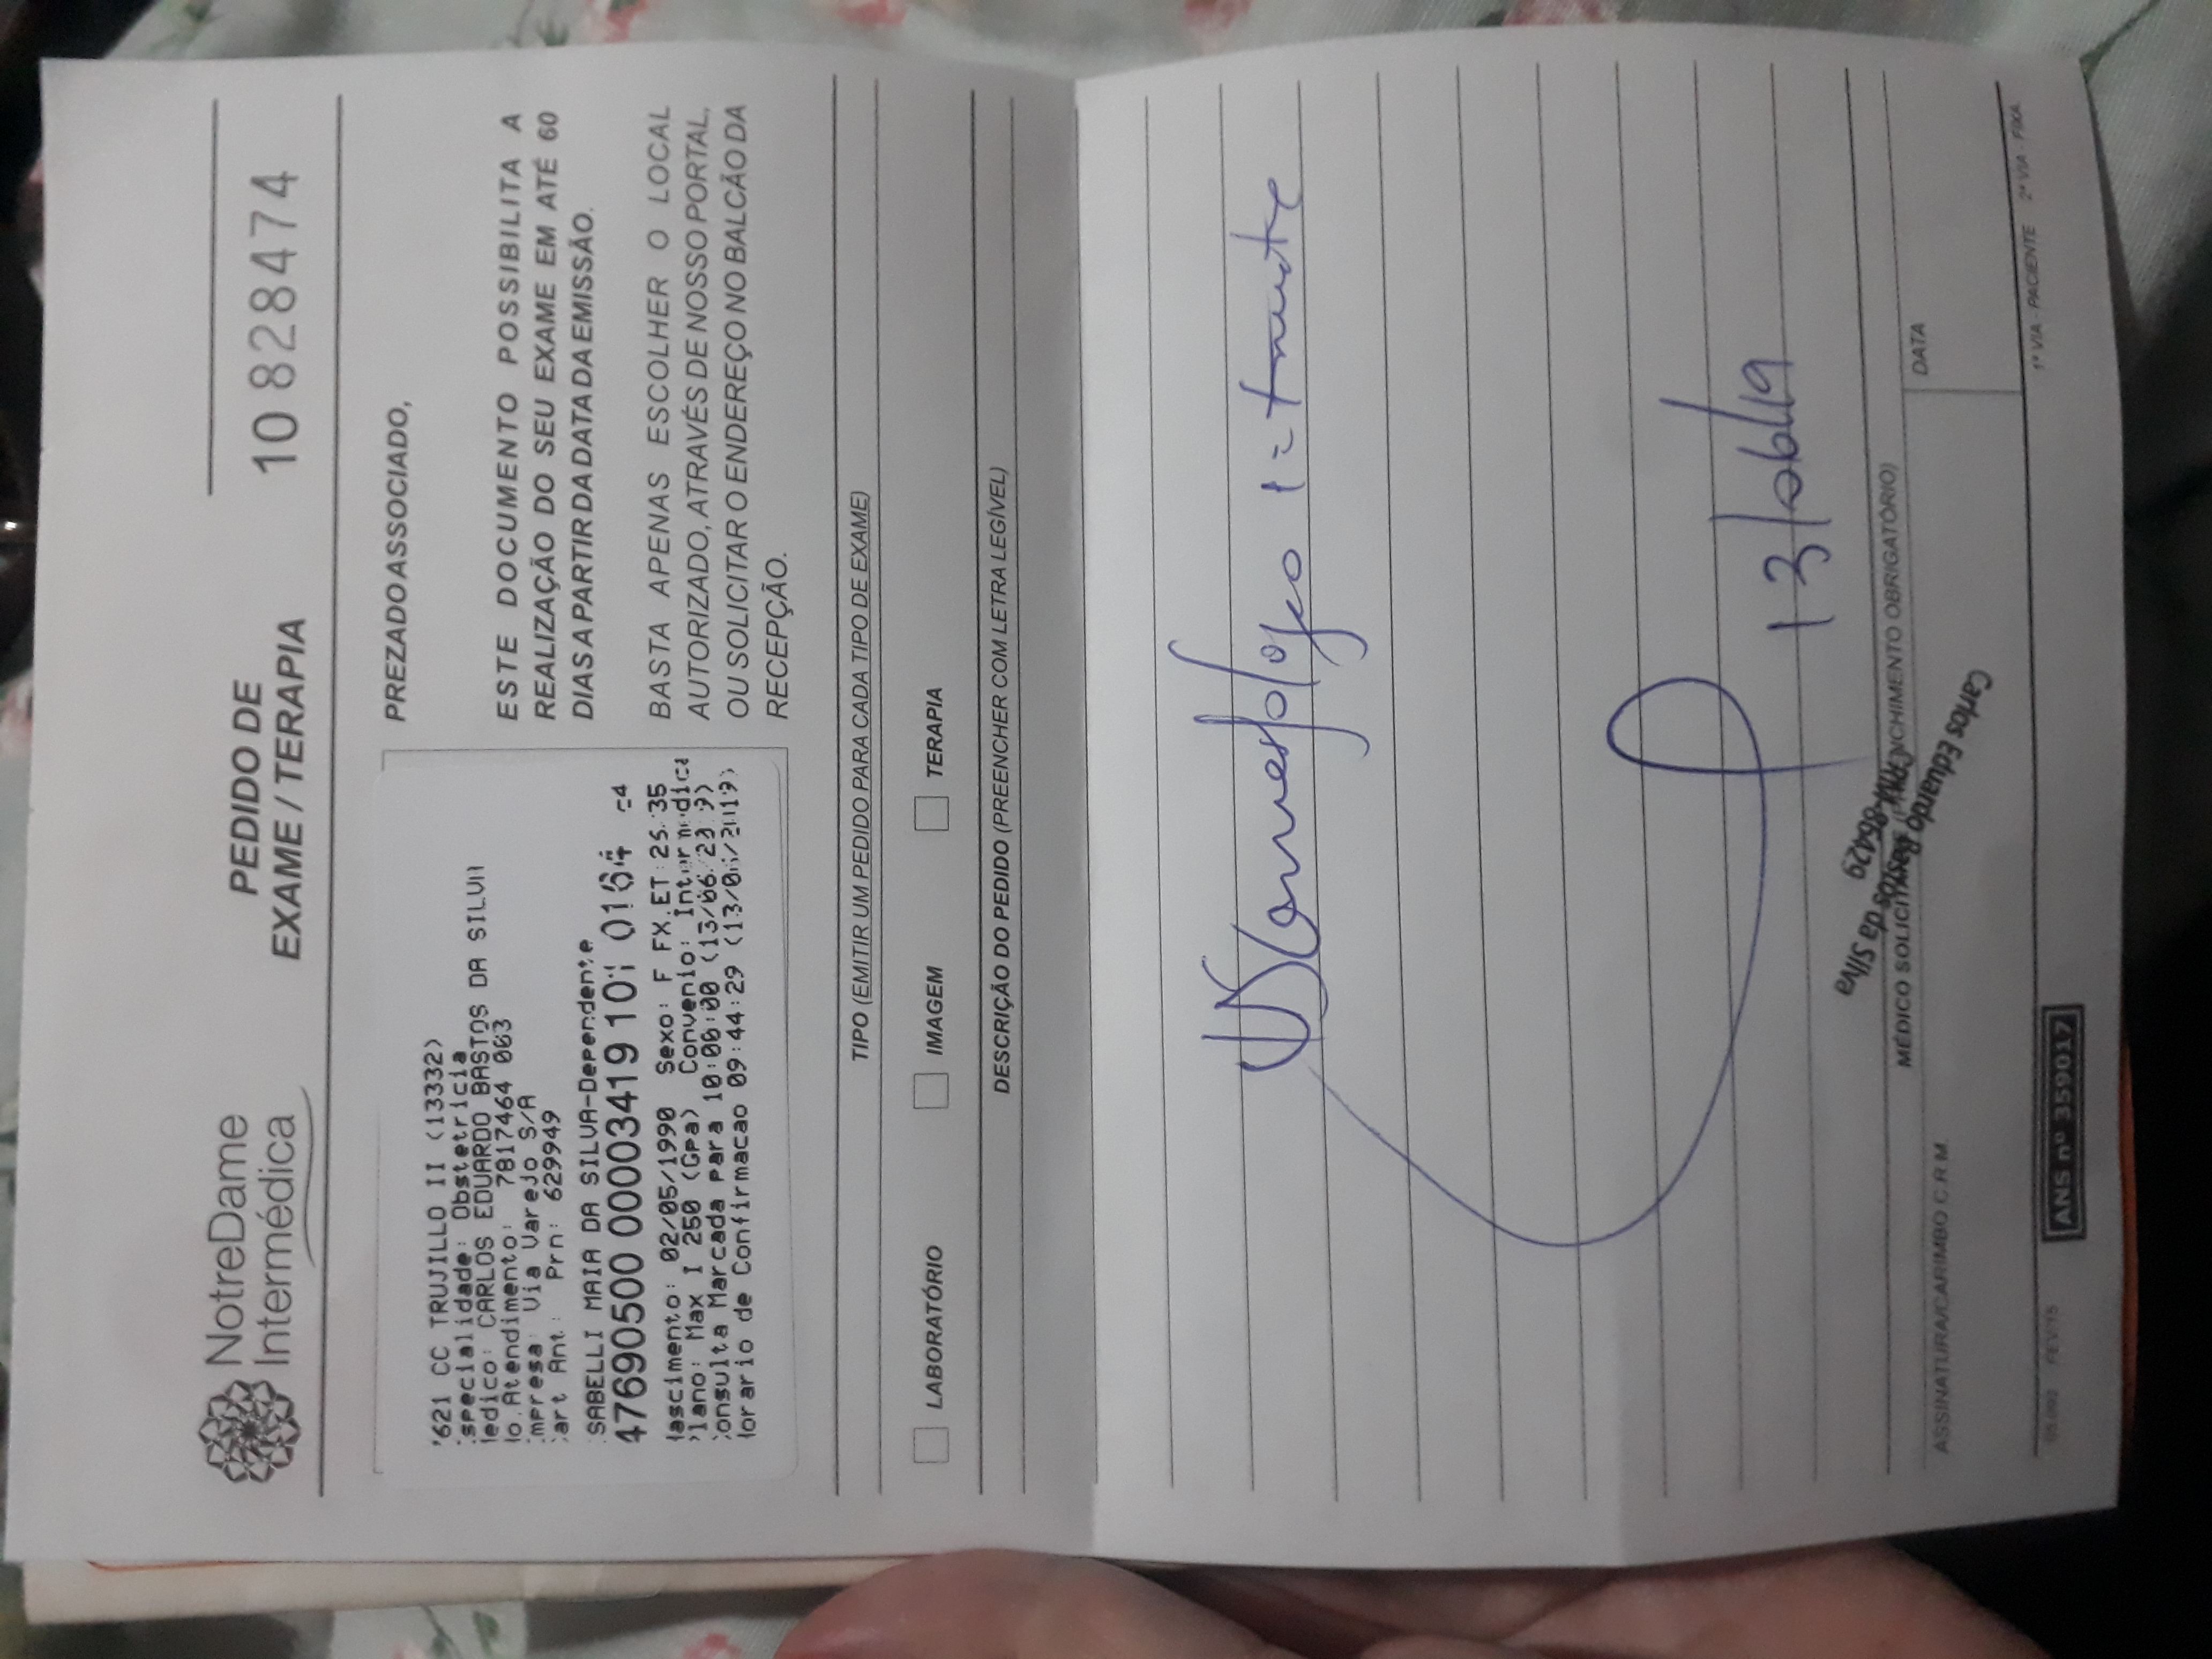 NotreDame
Intermédica
PEDIDO DE
EXAME / TERAPIA
10 828474
'621 CC TRUJILLO II (13332)
specialidade: Obstetricia
edico: CARLOS EDUARDO BASTOS DA SILVA
o.Atendimento: 7817464 003
mpresa: Via Varejo S/A
art Ant.: Prn: 629949
SABELLI MAIA DA SILVA-Dependente
47690500 00003419 101 0164
ascimento: 02/05/1990 Sexo: F FX.ET: 35
lano: Max I 250 (Gpa) Convenio: Intermedica
onsulta Marcada para 10:00:00 (13/06/2019)
orario de Confirmacao 09:44:29 (13/06/2019)
PREZADO ASSOCIADO,
ESTE DOCUMENTO POSSIBILITA A
REALIZAÇÃO DO SEU EXAME EM ATÉ 60
DIAS A PARTIR DA DATA DA EMISSÃO.
BASTA APENAS ESCOLHER O LOCAL
AUTORIZADO, ATRAVÉS DE NOSSO PORTAL,
OU SOLICITAR O ENDEREÇO NO BALCÃO DA
RECEPÇÃO.
TIPO (EMITIR UM PEDIDO PARA CADA TIPO DE EXAME)
LABORATÓRIO IMAGEM TERAPIA
DESCRIÇÃO DO PEDIDO (PREENCHER COM LETRA LEGÍVEL)
US morfológico 1º trimestre
13/06/19
Carlos Eduardo Bastos da Silva
CRM-86429
MÉDICO SOLICITANTE (PREENCHIMENTO OBRIGATÓRIO)
ASSINATURA/CARIMBO C.R.M.
DATA
FEV/15
ANS nº 359017
1ª VIA - PACIENTE 2ª VIA - FIXA